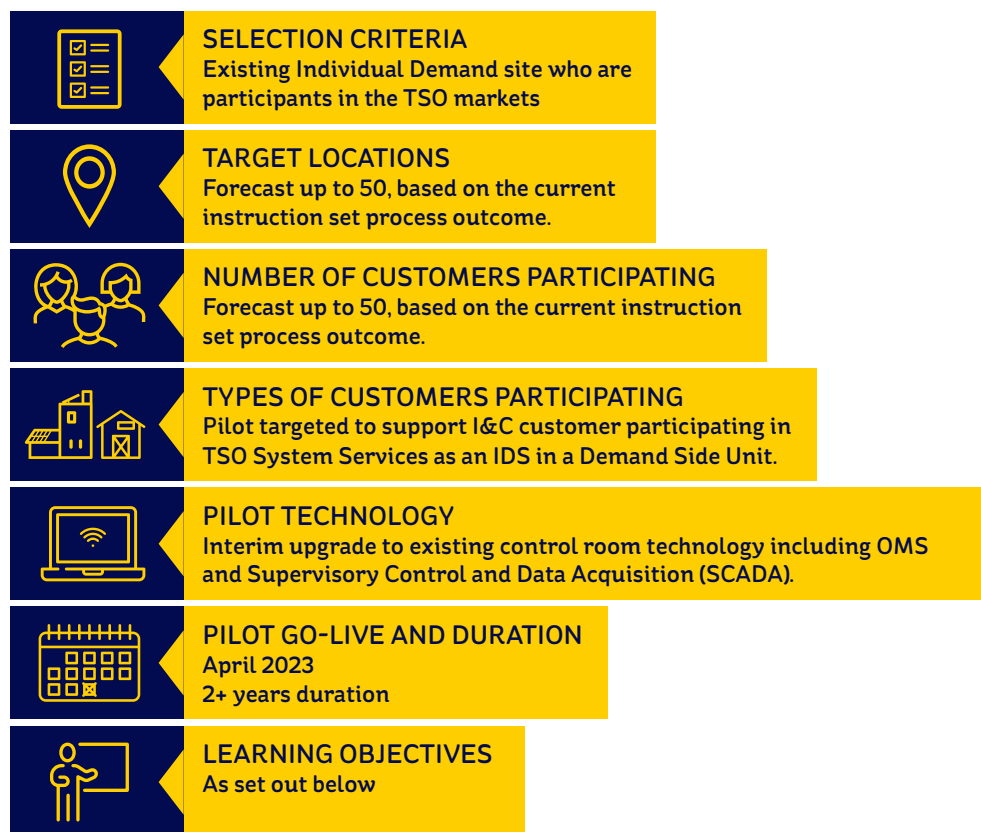 SELECTION CRITERIA
Existing Individual Demand site who are
participants in the TSO markets
TARGET LOCATIONS
Forecast up to 50, based on the current
instruction set process outcome.
NUMBER OF CUSTOMERS PARTICIPATING
Forecast up to 50, based on the current instruction
set process outcome.
TYPES OF CUSTOMERS PARTICIPATING
Pilot targeted to support I&C customer participating in
TSO System Services as an IDS in a Demand Side Unit.
PILOT TECHNOLOGY
Interim upgrade to existing control room technology including OMS
and Supervisory Control and Data Acquisition (SCADA).
PILOT GO-LIVE AND DURATION
April 2023
2+ years duration
LEARNING OBJECTIVES
As set out below